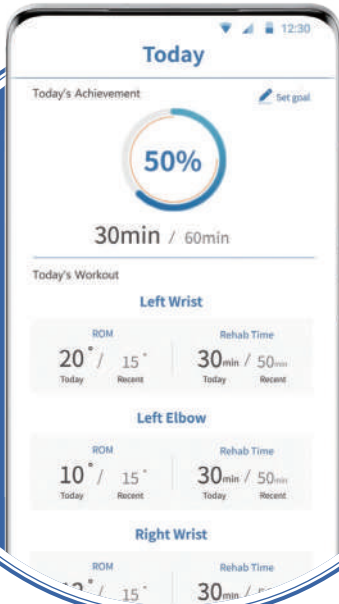 12:30
Today
Today's Achievement
Set goal
50%
30min / 60min
Today's Workout
Left Wrist
ROM Rehab Time
20° / 15° 30min / 50min
Today Recent Today Recent
Left Elbow
ROM Rehab Time
10° / 15° 30min / 50min
Today Recent Today Recent
Right Wrist
ROM Rehab Time
15° 30min /